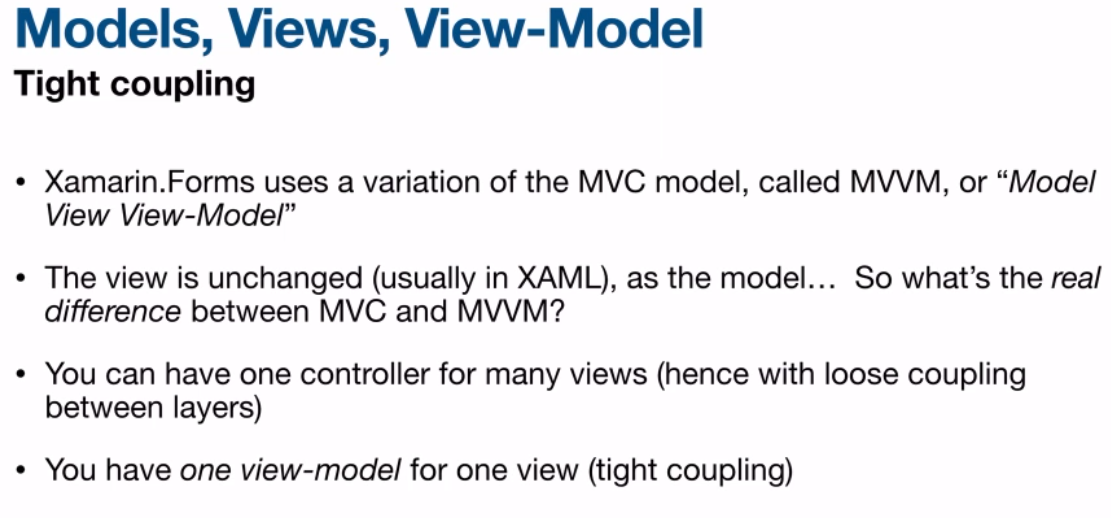 Models, Views, View-Model
Tight coupling
• Xamarin.Forms uses a variation of the MVC model, called MVVM, or “Model
View View-Model”
• The view is unchanged (usually in XAML), as the model… So what’s the real
difference between MVC and MVVM?
• You can have one controller for many views (hence with loose coupling
between layers)
• You have one view-model for one view (tight coupling)